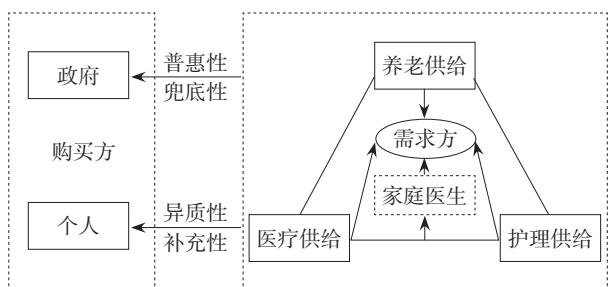 政府
购买方
个人
普惠性
兜底性
异质性
补充性
养老供给
需求方
家庭医生
医疗供给
护理供给